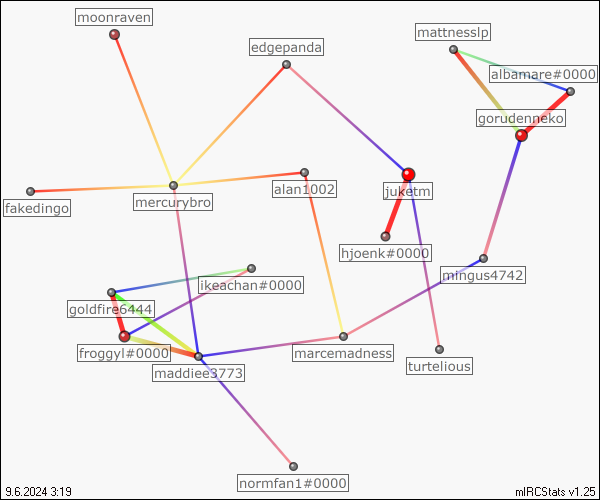 moonraven
edgepanda
mattnesslp
albamare#0000
gorudenneko
fakedingo
mercurybro
alan1002
juketm
hjoenk#0000
mingus4742
ikeachan#0000
goldfire6444
froggyl#0000
maddiee3773
marcemadness
turtelious
normfan1#0000
9.6.2024 3:19
mIRCStats v1.25